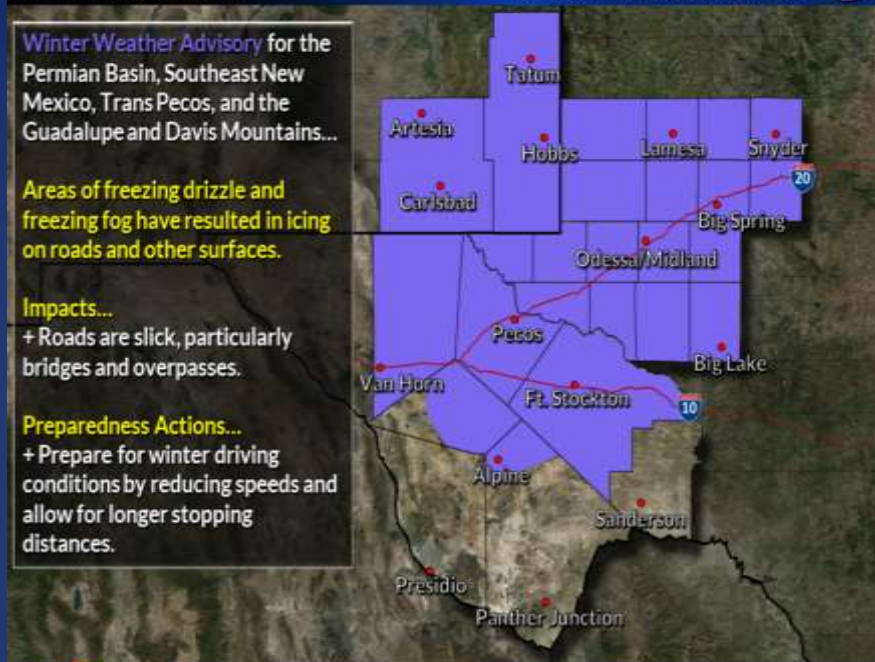 Winter Weather Advisory for the
Permian Basin, Southeast New
Mexico, Trans Pecos, and the
Guadalupe and Davis Mountains...
Areas of freezing drizzle and
freezing fog have resulted in icing
on roads and other surfaces.
Impacts...
+ Roads are slick, particularly
bridges and overpasses.
Preparedness Actions...
+ Prepare for winter driving
conditions by reducing speeds and
allow for longer stopping
distances.
Tatum
Artesia
Hobbs
Lamesa
Snyder
20
Carlsbad
Big Spring
Odessa/Midland
Pecos
Big Lake
Van Horn
Ft. Stockton
10
Alpine
Sanderson
Presidio
Panther Junction